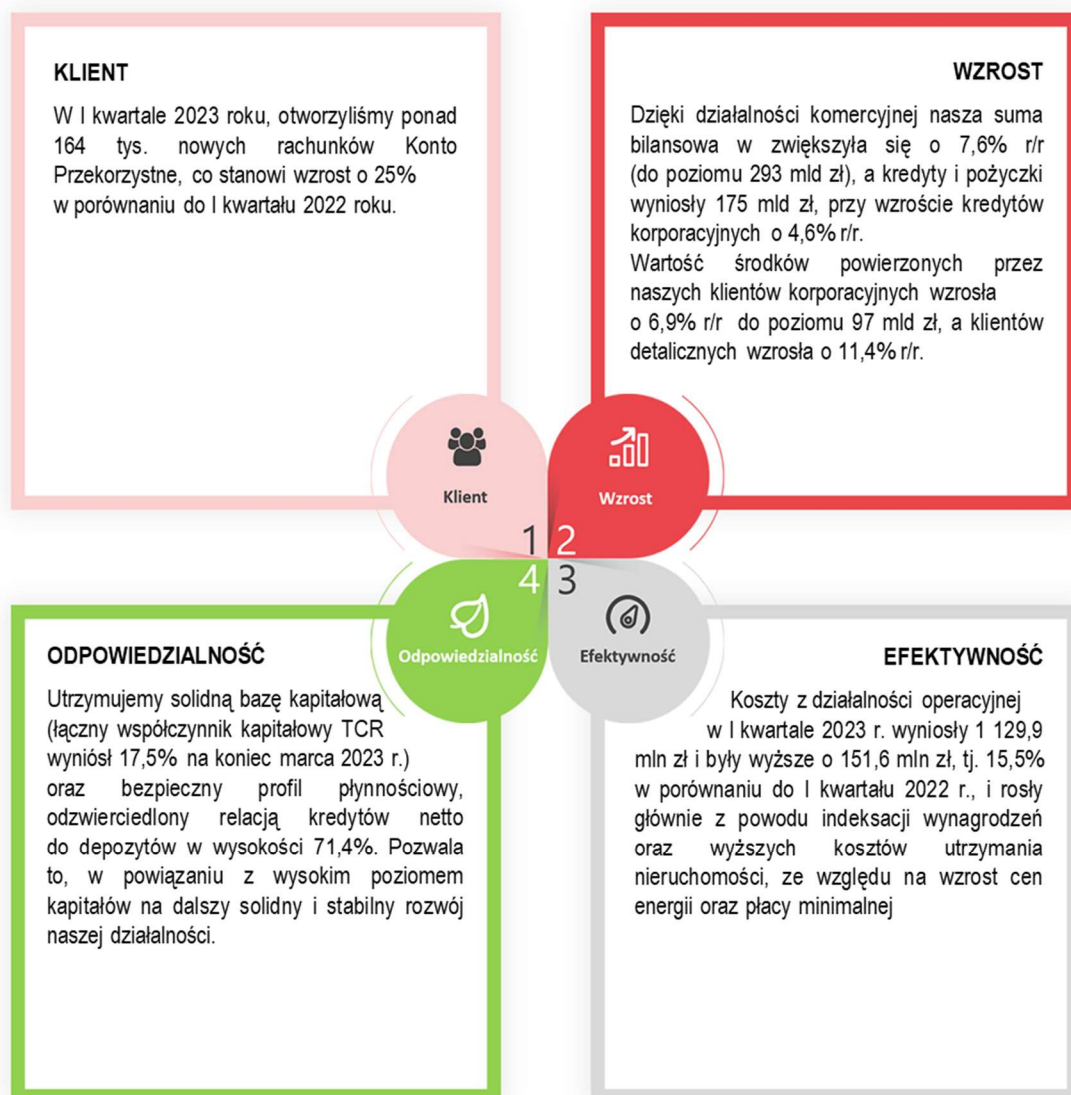 KLIENT
W I kwartale 2023 roku, otworzyliśmy ponad
164 tys. nowych rachunków Konto
Przekorzystne, co stanowi wzrost o 25%
w porównaniu do I kwartału 2022 roku.
WZROST
Dzięki działalności komercyjnej nasza suma
bilansowa w zwiększyła się o 7,6% r/r
(do poziomu 293 mld zł), a kredyty i pożyczki
wyniosły 175 mld zł, przy wzroście kredytów
korporacyjnych o 4,6% r/r.
Wartość środków powierzonych przez
naszych klientów korporacyjnych wzrosła
o 6,9% r/r do poziomu 97 mld zł, a klientów
detalicznych wzrosła o 11,4% r/r.
Klient
1
Wzrost
2
4
Odpowiedzialność
3
Efektywność
ODPOWIEDZIALNOŚĆ
Utrzymujemy solidną bazę kapitałową
(łączny współczynnik kapitałowy TCR
wyniósł 17,5% na koniec marca 2023 r.)
oraz bezpieczny profil płynnościowy,
odzwierciedlony relacją kredytów netto
do depozytów w wysokości 71,4%. Pozwala
to, w powiązaniu z wysokim poziomem
kapitałów na dalszy solidny i stabilny rozwój
naszej działalności.
EFEKTYWNOŚĆ
Koszty z działalności operacyjnej
w I kwartale 2023 r. wyniosły 1 129,9
mln zł i były wyższe o 151,6 mln zł, tj. 15,5%
w porównaniu do I kwartału 2022 r., i rosły
głównie z powodu indeksacji wynagrodzeń
oraz wyższych kosztów utrzymania
nieruchomości, ze względu na wzrost cen
energii oraz płacy minimalnej